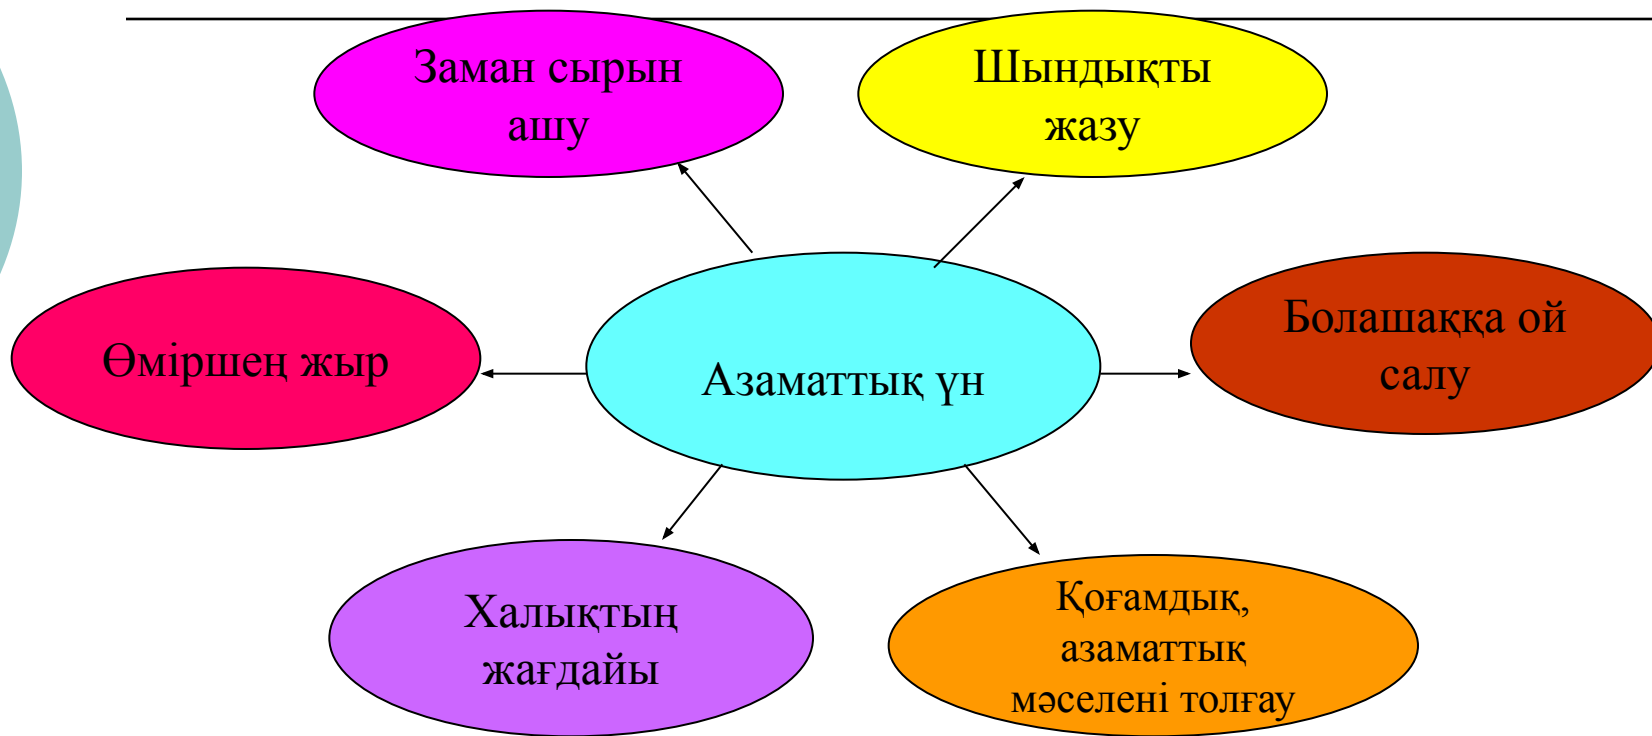 Заман сырын
ашу
Шындықты
жазу
Өміршең жыр
Азаматтық үн
Болашаққа ой
салу
Халықтың
жағдайы
Қоғамдық,
азаматтық
мәселені толғау